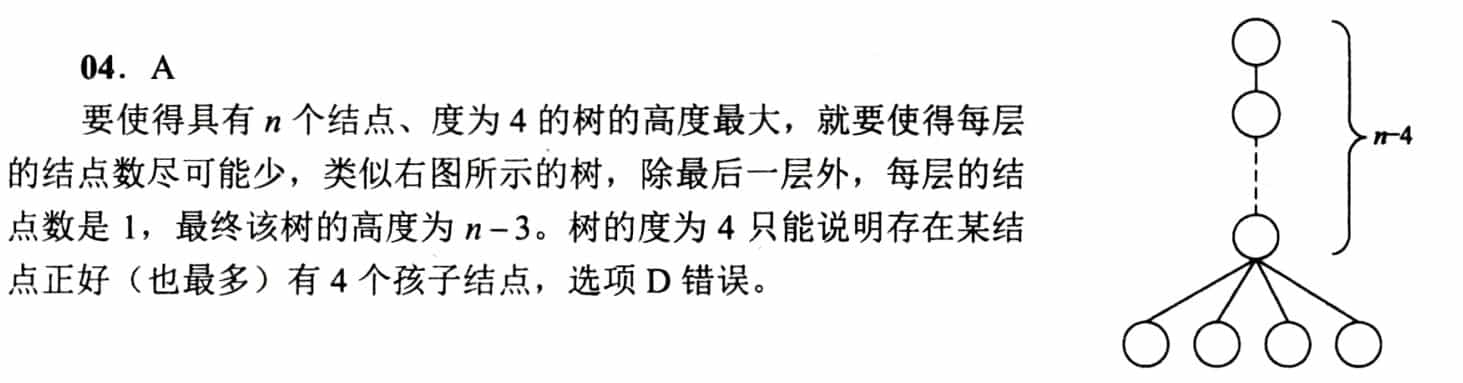 04. A
要使得具有 n 个结点、度为 4 的树的高度最大，就要使得每层
的结点数尽可能少，类似右图所示的树，除最后一层外，每层的结
点数是 1，最终该树的高度为 n－3。树的度为 4 只能说明存在某结
点正好（也最多）有 4 个孩子结点，选项 D 错误。
n-4